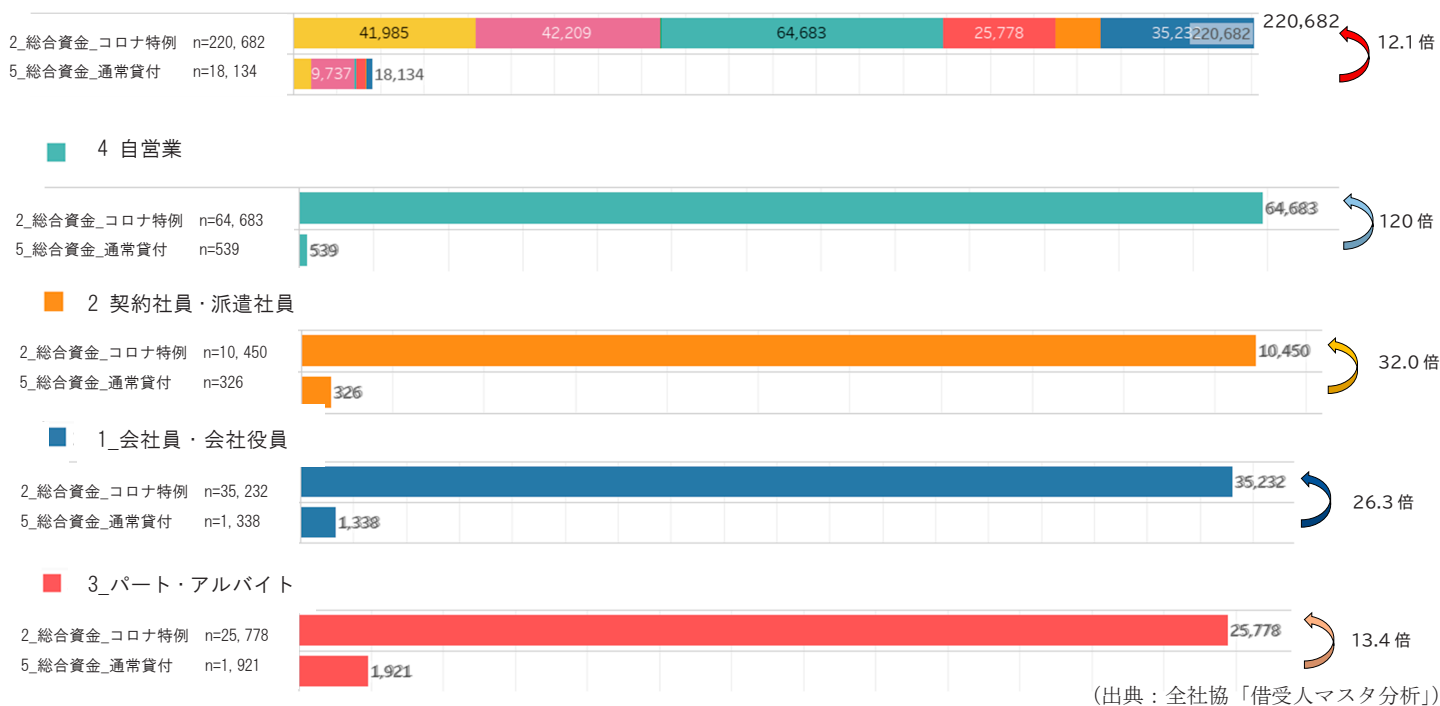 41,985 42,209 64,683 25,778 35,232 220,682 220,682
2_総合資金_コロナ特例 n=220, 682 12.1 倍
5_総合資金_通常貸付 n=18, 134 9,737 18,134
4 自営業
2_総合資金_コロナ特例 n=64, 683 64,683
5_総合資金_通常貸付 n=539 539 120 倍
2 契約社員・派遣社員
2_総合資金_コロナ特例 n=10, 450 10,450
5_総合資金_通常貸付 n=326 326 32.0 倍
1_会社員・会社役員
2_総合資金_コロナ特例 n=35, 232 35,232
5_総合資金_通常貸付 n=1, 338 1,338 26.3 倍
3_パート・アルバイト
2_総合資金_コロナ特例 n=25, 778 25,778
5_総合資金_通常貸付 n=1, 921 1,921 13.4 倍
（出典：全社協「借受人マスタ分析」）